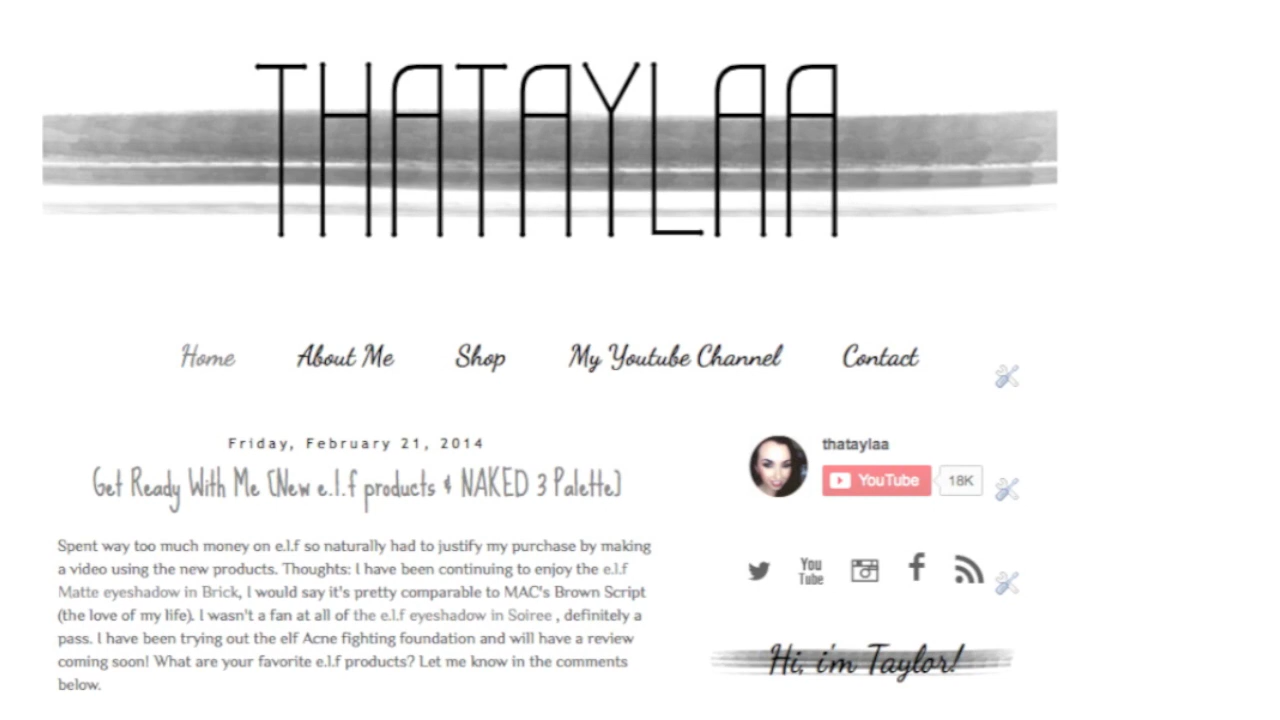 THATAYLAA
Home About Me Shop My Youtube Channel Contact
Friday, February 21, 2014
Get Ready With Me [New e.l.f products & NAKED 3 Palette]
Spent way too much money on e.l.f so naturally had to justify my purchase by making
a video using the new products. Thoughts: I have been continuing to enjoy the e.l.f
Matte eyeshadow in Brick, I would say it's pretty comparable to MAC's Brown Script
(the love of my life). I wasn't a fan at all of the e.l.f eyeshadow in Soiree , definitely a
pass. I have been trying out the elf Acne fighting foundation and will have a review
coming soon! What are your favorite e.l.f products? Let me know in the comments
below.
thataylaa
YouTube 18K
You
Tube
Hi, i'm Taylor!